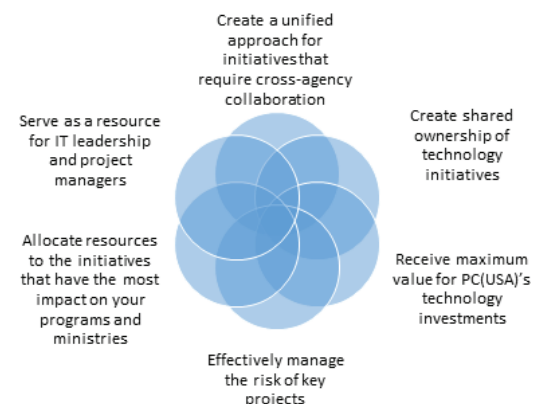 Create a unified
approach for
initiatives that
require cross-agency
collaboration
Create shared
ownership of
technology
initiatives
Receive maximum
value for PC(USA)'s
technology
investments
Effectively manage
the risk of key
projects
Allocate resources
to the initiatives
that have the most
impact on your
programs and
ministries
Serve as a resource
for IT leadership
and project
managers